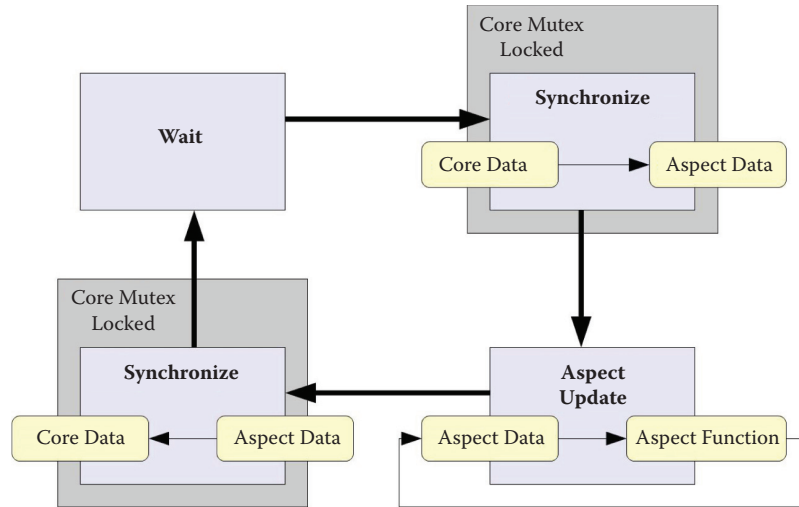 Core Mutex
Locked
Wait
Synchronize
Core Data
Aspect Data
Core Mutex
Locked
Synchronize
Core Data
Aspect Data
Aspect
Update
Aspect Data
Aspect Function